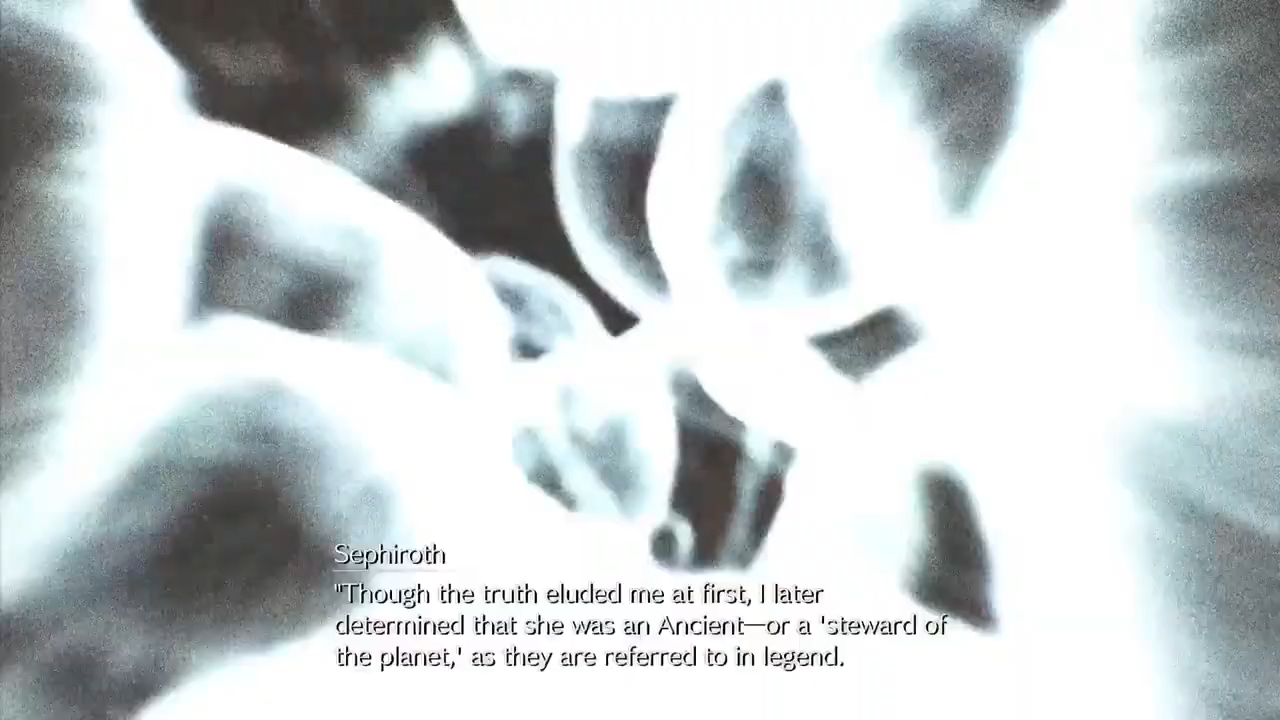 Sephiroth
"Though the truth eluded me at first, I later
determined that she was an Ancient—or a 'steward of
the planet,' as they are referred to in legend.